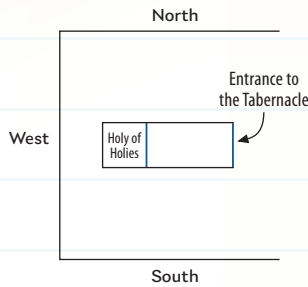 North
Entrance to
the Tabernacle
West
Holy of
Holies
South